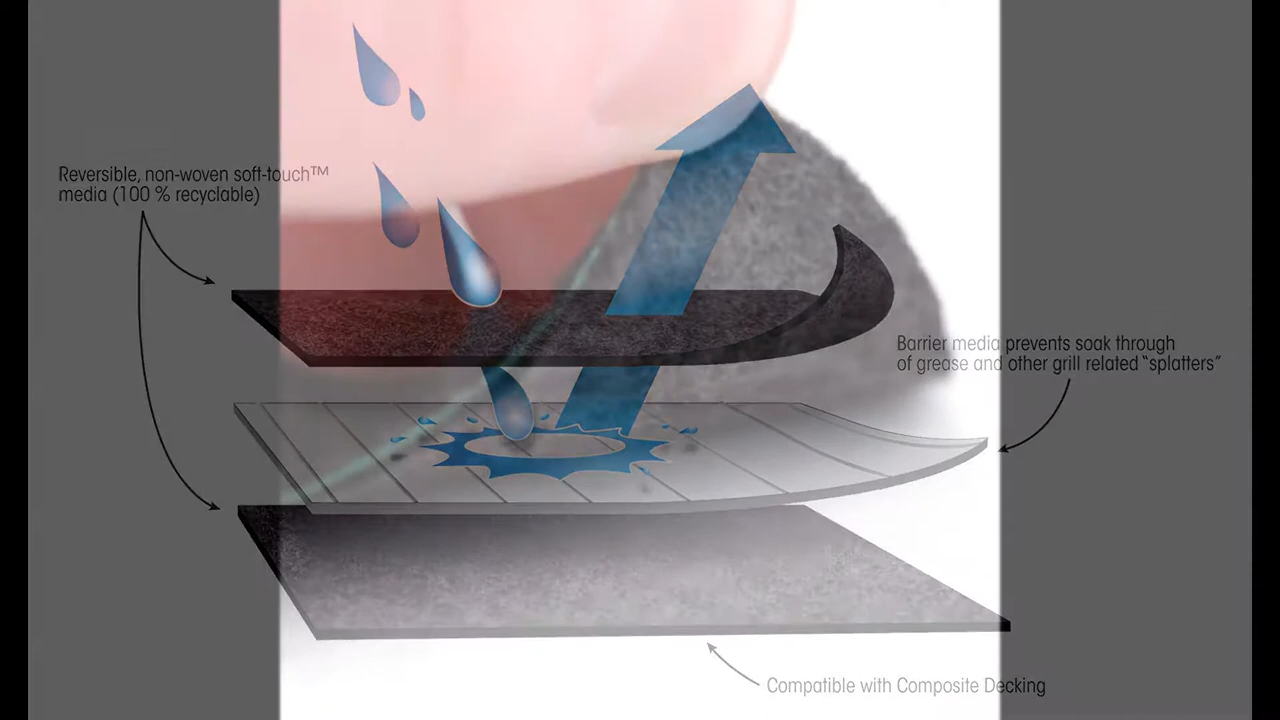 Reversible, non-woven soft-touch™
media (100 % recyclable)
Barrier media prevents soak through
of grease and other grill related “splatters”
Compatible with Composite Decking